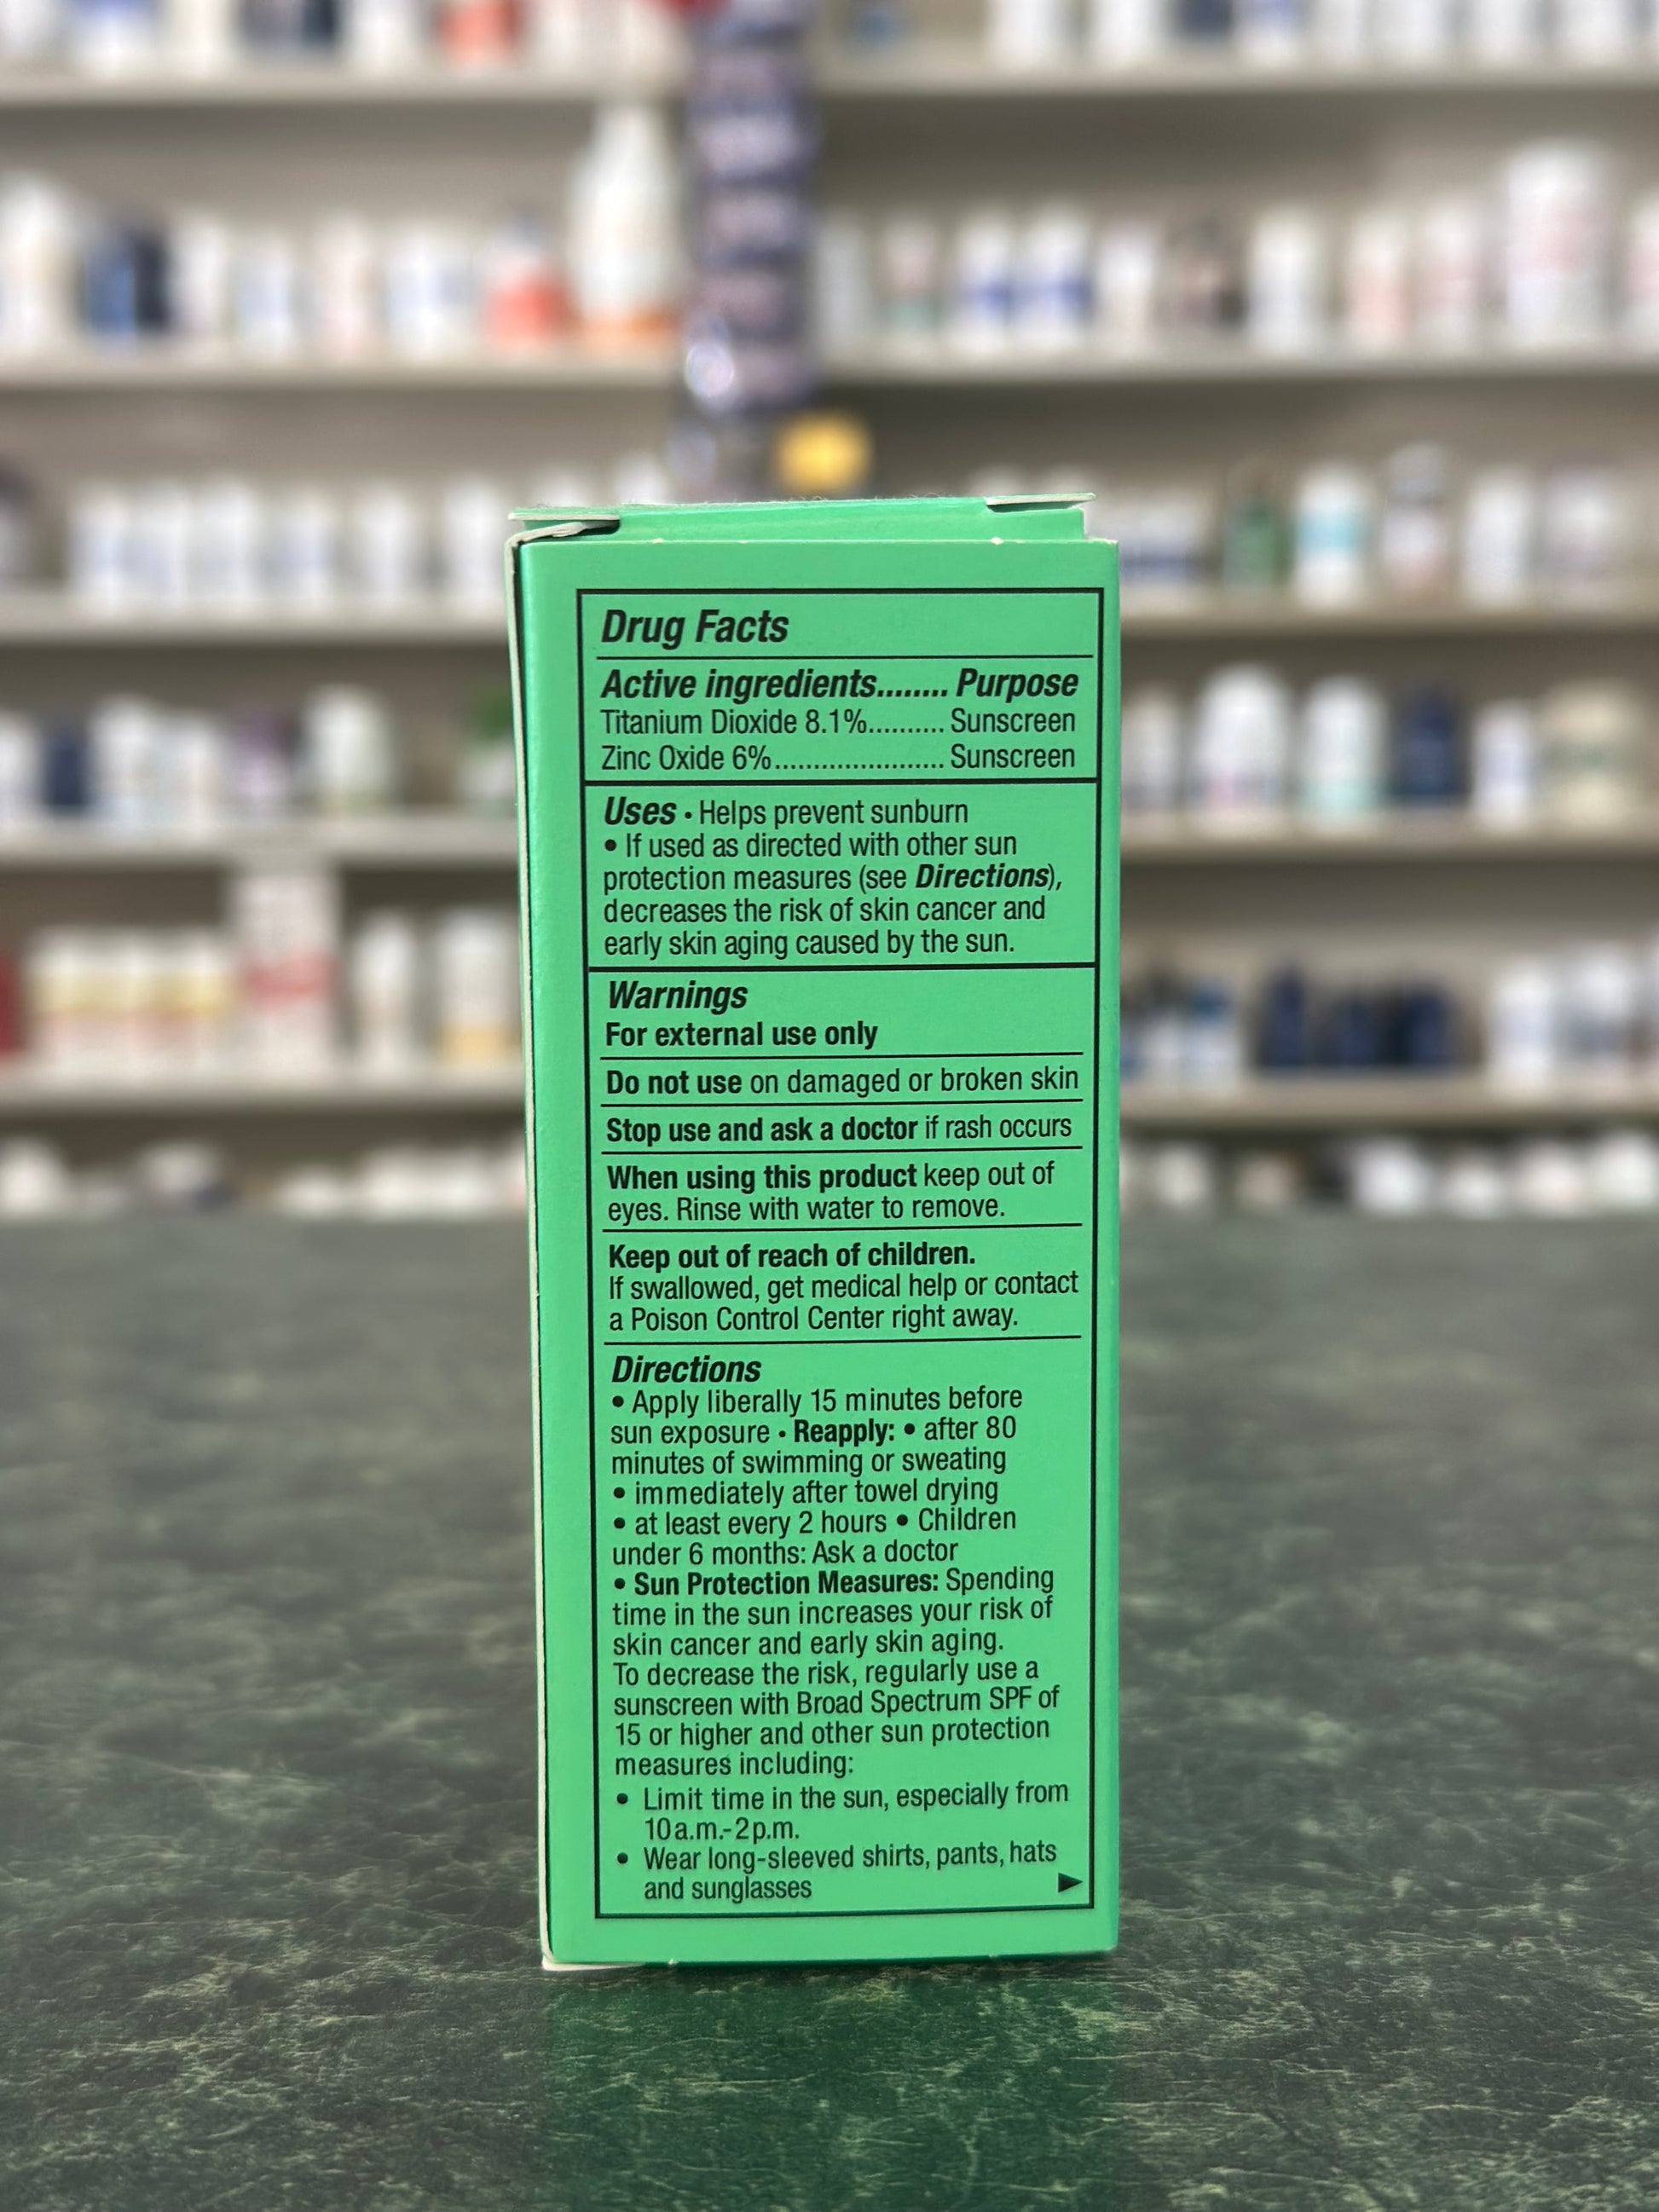 Drug Facts
Active ingredients........ Purpose
Titanium Dioxide 8.1%.......... Sunscreen
Zinc Oxide 6%...................... Sunscreen
Uses • Helps prevent sunburn
• If used as directed with other sun
protection measures (see Directions),
decreases the risk of skin cancer and
early skin aging caused by the sun.
Warnings
For external use only
Do not use on damaged or broken skin
Stop use and ask a doctor if rash occurs
When using this product keep out of
eyes. Rinse with water to remove.
Keep out of reach of children.
If swallowed, get medical help or contact
a Poison Control Center right away.
Directions
• Apply liberally 15 minutes before
sun exposure • Reapply: • after 80
minutes of swimming or sweating
• immediately after towel drying
• at least every 2 hours • Children
under 6 months: Ask a doctor
• Sun Protection Measures: Spending
time in the sun increases your risk of
skin cancer and early skin aging.
To decrease the risk, regularly use a
sunscreen with Broad Spectrum SPF of
15 or higher and other sun protection
measures including:
• Limit time in the sun, especially from
10 a.m.-2 p.m.
• Wear long-sleeved shirts, pants, hats
and sunglasses